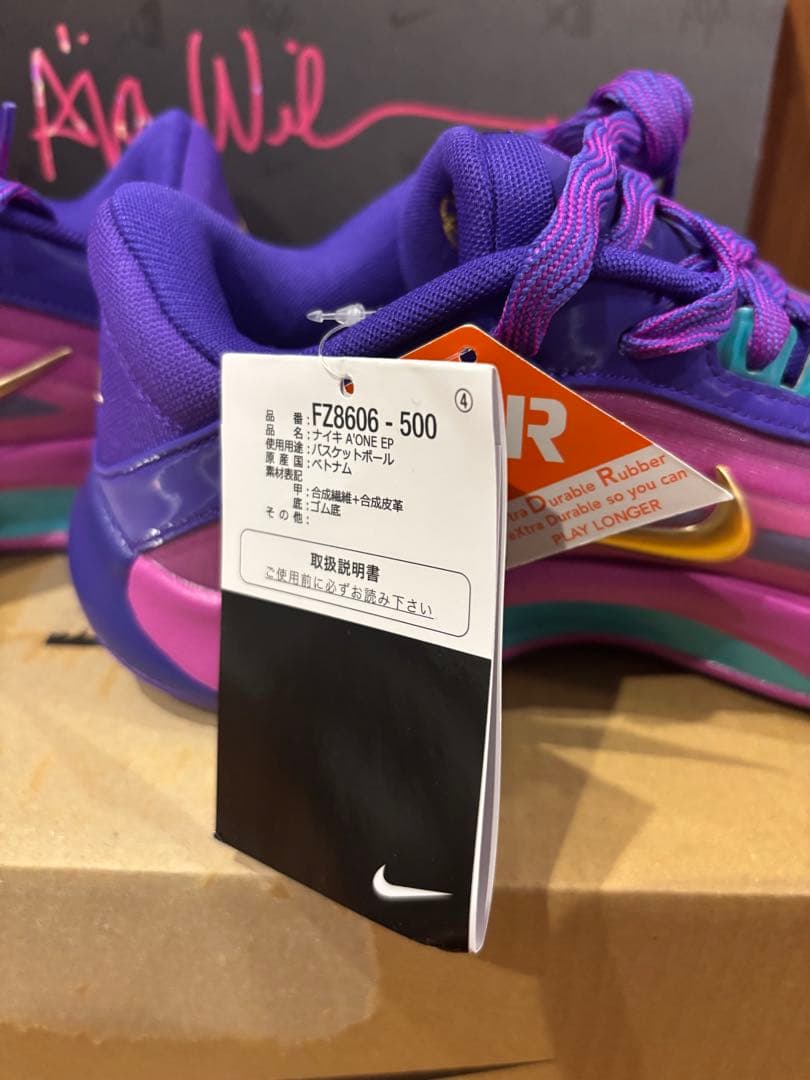 A'ja Wil
④
品番：FZ8606 - 500
品名：ナイキ A'ONE EP
使用用途：バスケットボール
原産国：ベトナム
素材表記
甲：合成繊維+合成皮革
底：ゴム底
その他：
取扱説明書
ご使用前に必ずお読み下さい
DR
tra Durable Rubber
eXtra Durable so you can
PLAY LONGER